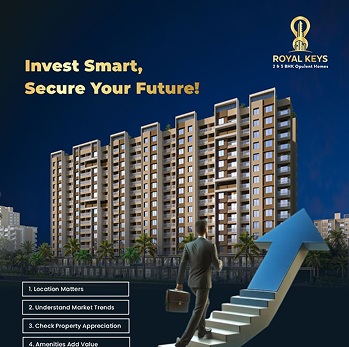 ROYAL KEYS
2 & 3 BHK Opulent Homes
Invest Smart,
Secure Your Future!
1. Location Matters
2. Understand Market Trends
3. Check Property Appreciation
4. Amenities Add Value